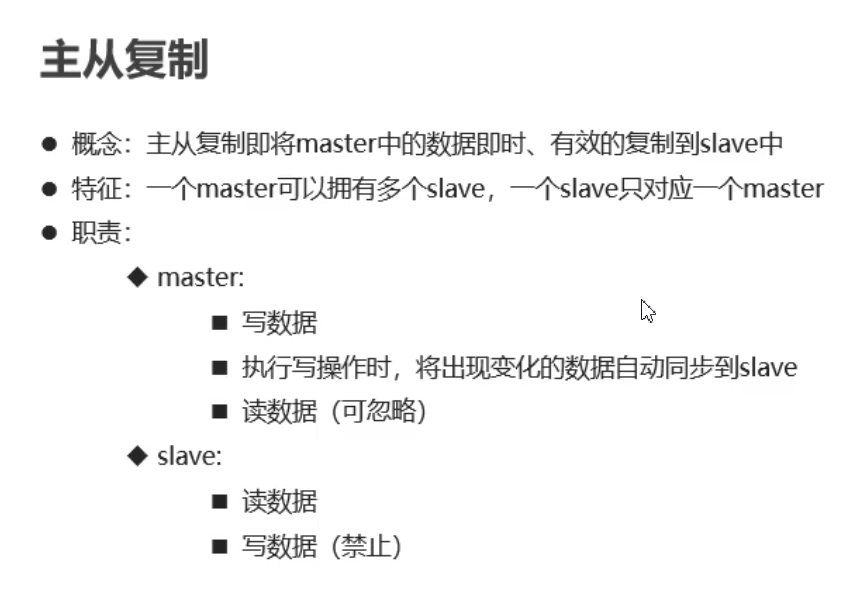 主从复制
● 概念：主从复制即将master中的数据即时、有效的复制到slave中
● 特征：一个master可以拥有多个slave，一个slave只对应一个master
● 职责：
◆ master:
■ 写数据
■ 执行写操作时，将出现变化的数据自动同步到slave
■ 读数据（可忽略）
◆ slave:
■ 读数据
■ 写数据（禁止）